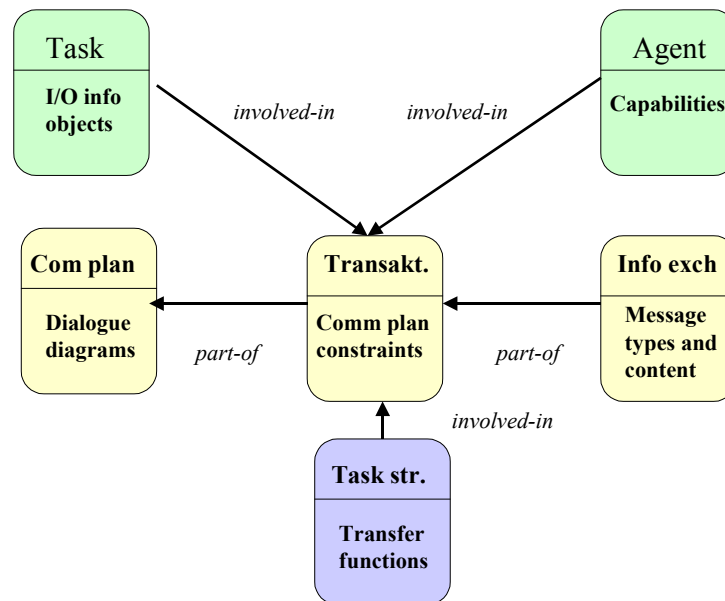 Task
I/O info
objects
Agent
Capabilities
involved-in
involved-in
Com plan
Dialogue
diagrams
Transakt.
Comm plan
constraints
Info exch
Message
types and
content
part-of
part-of
involved-in
Task str.
Transfer
functions